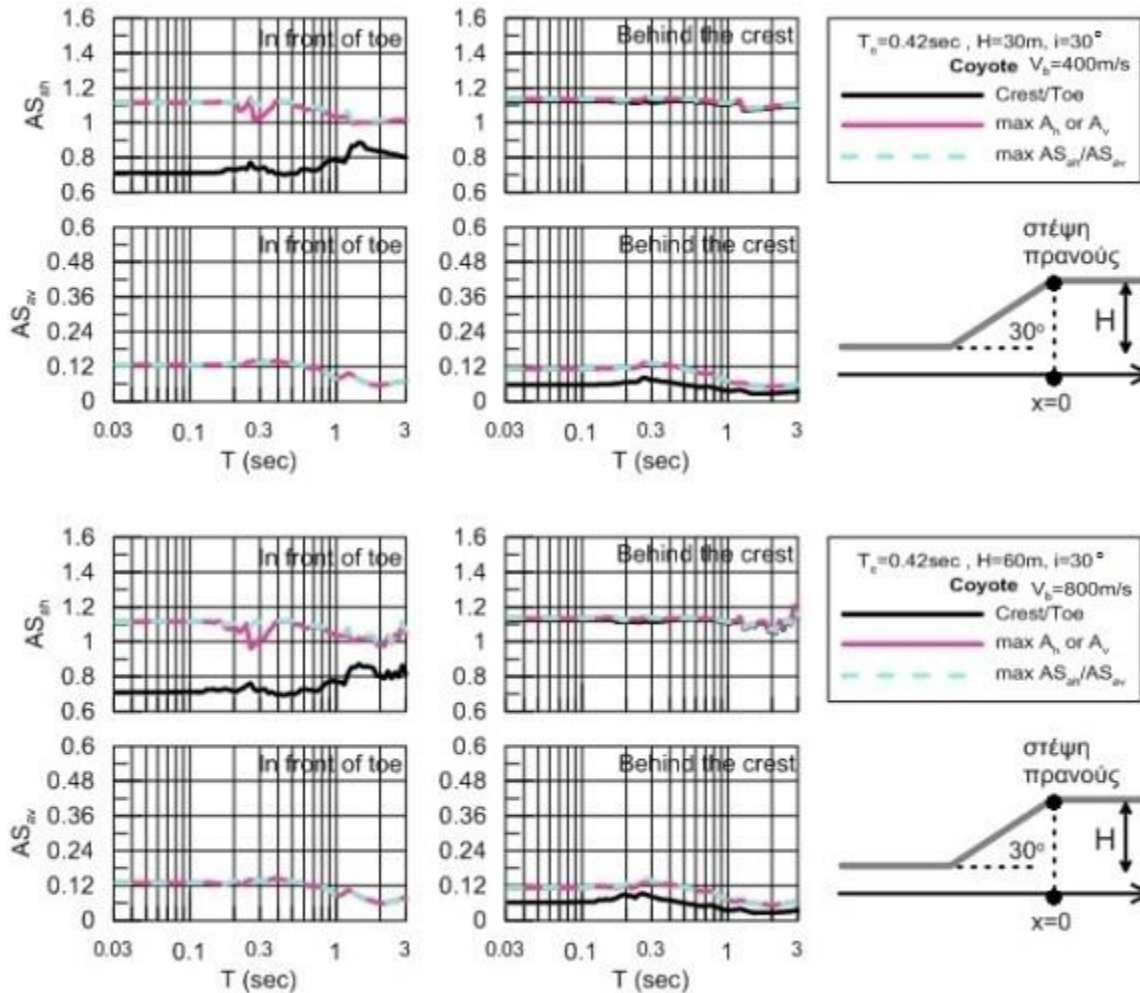 1.6
1.4
1.2
1
0.8
0.6
AS_ah
In front of toe
Behind the crest
1.6
1.4
1.2
1
0.8
0.6
T_e=0.42sec , H=30m, i=30°
Coyote V_b=400m/s
Crest/Toe
max A_h or A_v
max AS_ah/AS_av
0.6
0.48
0.36
0.24
0.12
0
AS_av
In front of toe
0.03 0.1 0.3 1 3
T (sec)
0.6
0.48
0.36
0.24
0.12
0
Behind the crest
0.03 0.1 0.3 1 3
T (sec)
στέψη
πρανούς
30°
H
x=0
1.6
1.4
1.2
1
0.8
0.6
AS_ah
In front of toe
1.6
1.4
1.2
1
0.8
0.6
Behind the crest
T_e=0.42sec , H=60m, i=30°
Coyote V_b=800m/s
Crest/Toe
max A_h or A_v
max AS_ah/AS_av
0.6
0.48
0.36
0.24
0.12
0
AS_av
In front of toe
0.03 0.1 0.3 1 3
T (sec)
0.6
0.48
0.36
0.24
0.12
0
Behind the crest
0.03 0.1 0.3 1 3
T (sec)
στέψη
πρανούς
30°
H
x=0